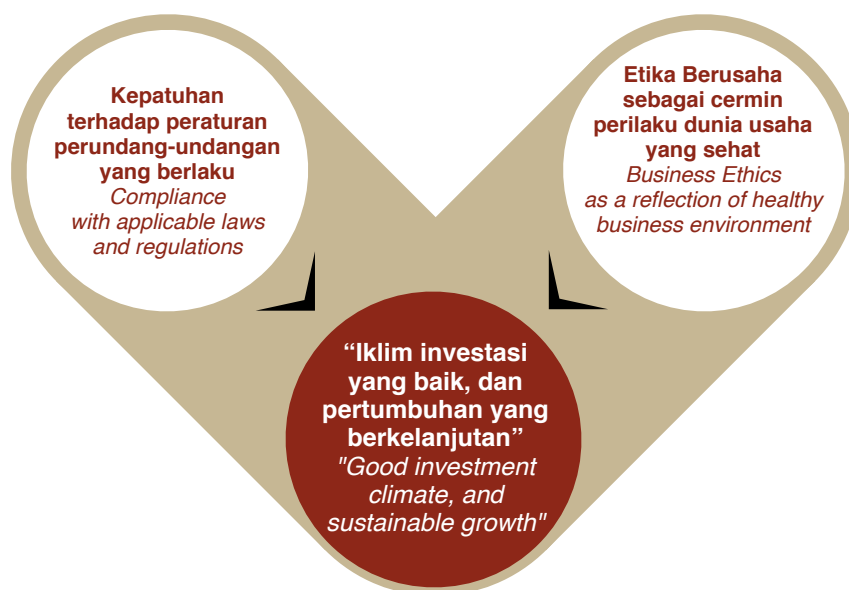 Kepatuhan
terhadap peraturan
perundang-undangan
yang berlaku
Compliance
with applicable laws
and regulations
Etika Berusaha
sebagai cermin
perilaku dunia usaha
yang sehat
Business Ethics
as a reflection of healthy
business environment
“Iklim investasi
yang baik, dan
pertumbuhan yang
berkelanjutan”
"Good investment
climate, and
sustainable growth"